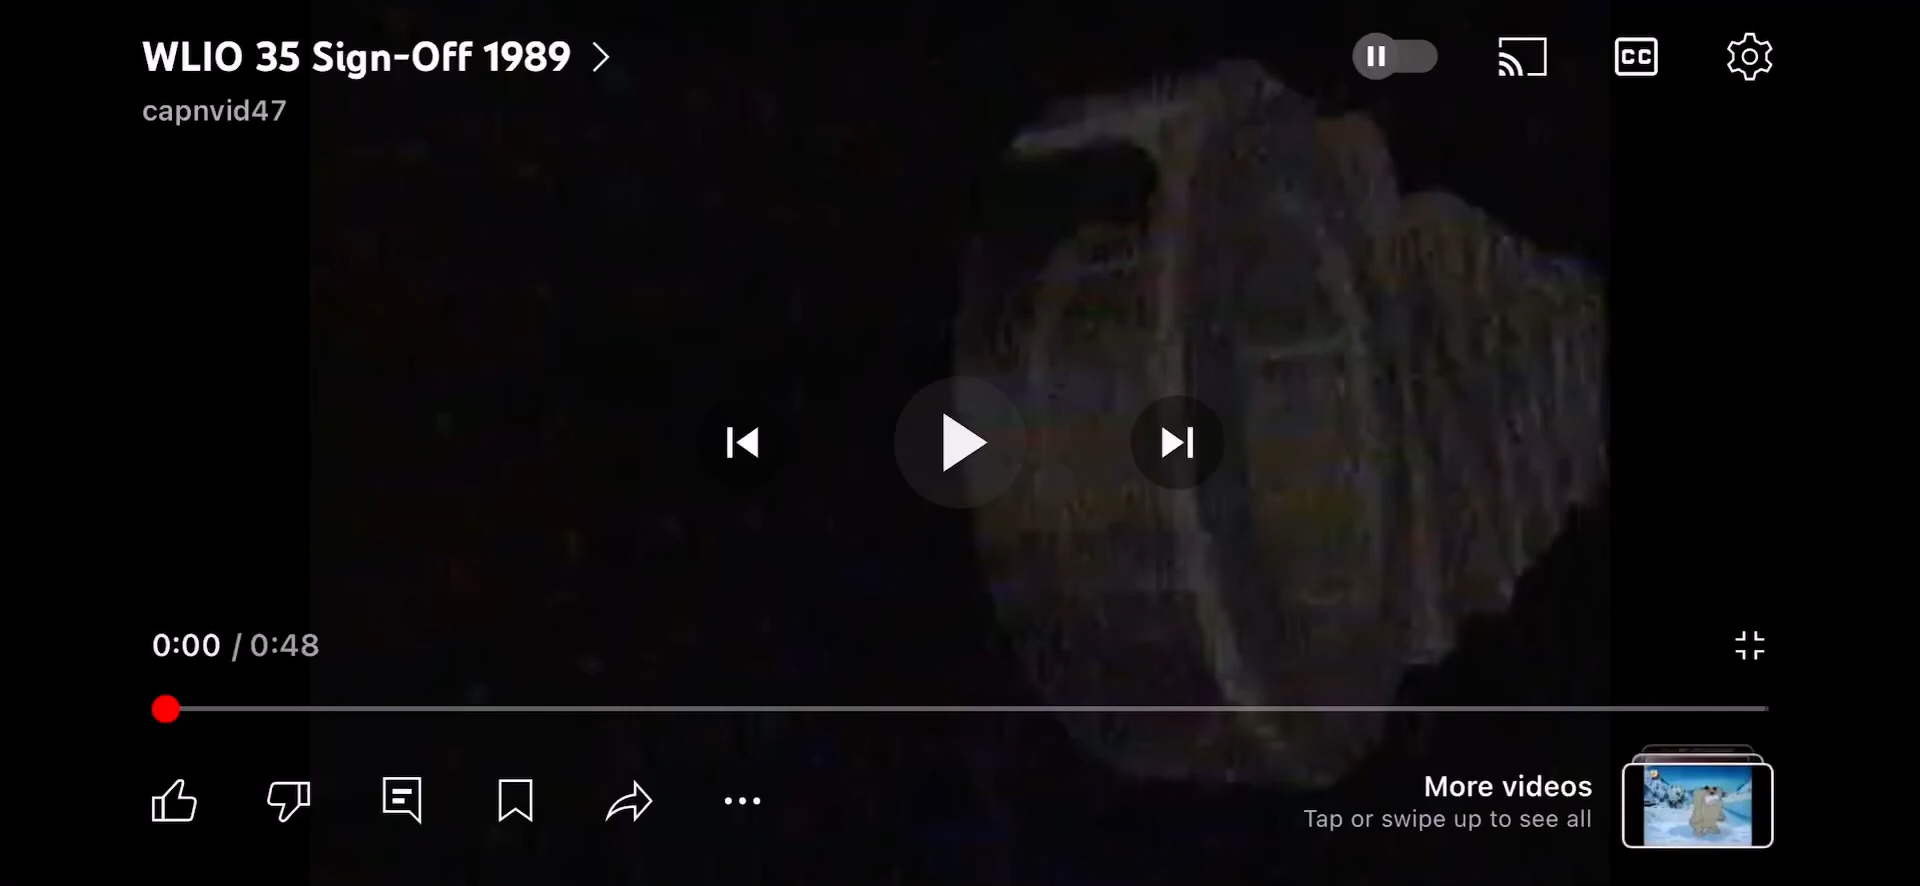 WLIO 35 Sign-Off 1989
capnvid47
CC
0:00 / 0:48
More videos
Tap or swipe up to see all